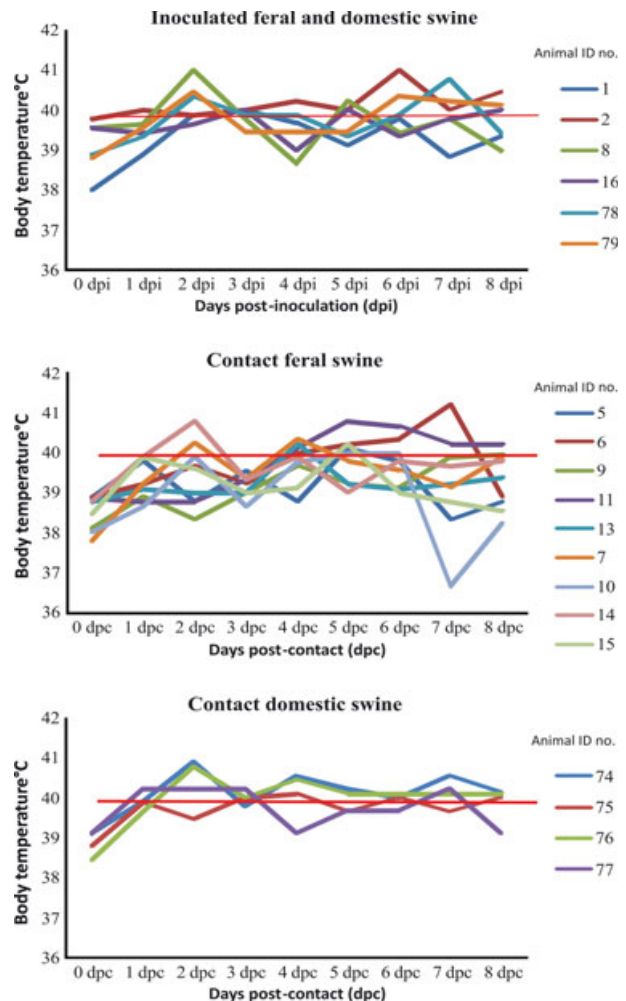 Inoculated feral and domestic swine
Animal ID no.
42
41
40
39
38
37
36
Body temperature°C
1
2
8
16
78
79
0 dpi 1 dpi 2 dpi 3 dpi 4 dpi 5 dpi 6 dpi 7 dpi 8 dpi
Days post-inoculation (dpi)
Contact feral swine
Animal ID no.
42
41
40
39
38
37
36
Body temperature°C
5
6
9
11
13
7
10
14
15
0 dpc 1 dpc 2 dpc 3 dpc 4 dpc 5 dpc 6 dpc 7 dpc 8 dpc
Days post-contact (dpc)
Contact domestic swine
Animal ID no.
42
41
40
39
38
37
36
Body temperature°C
74
75
76
77
0 dpc 1 dpc 2 dpc 3 dpc 4 dpc 5 dpc 6 dpc 7 dpc 8 dpc
Days post-contact (dpc)